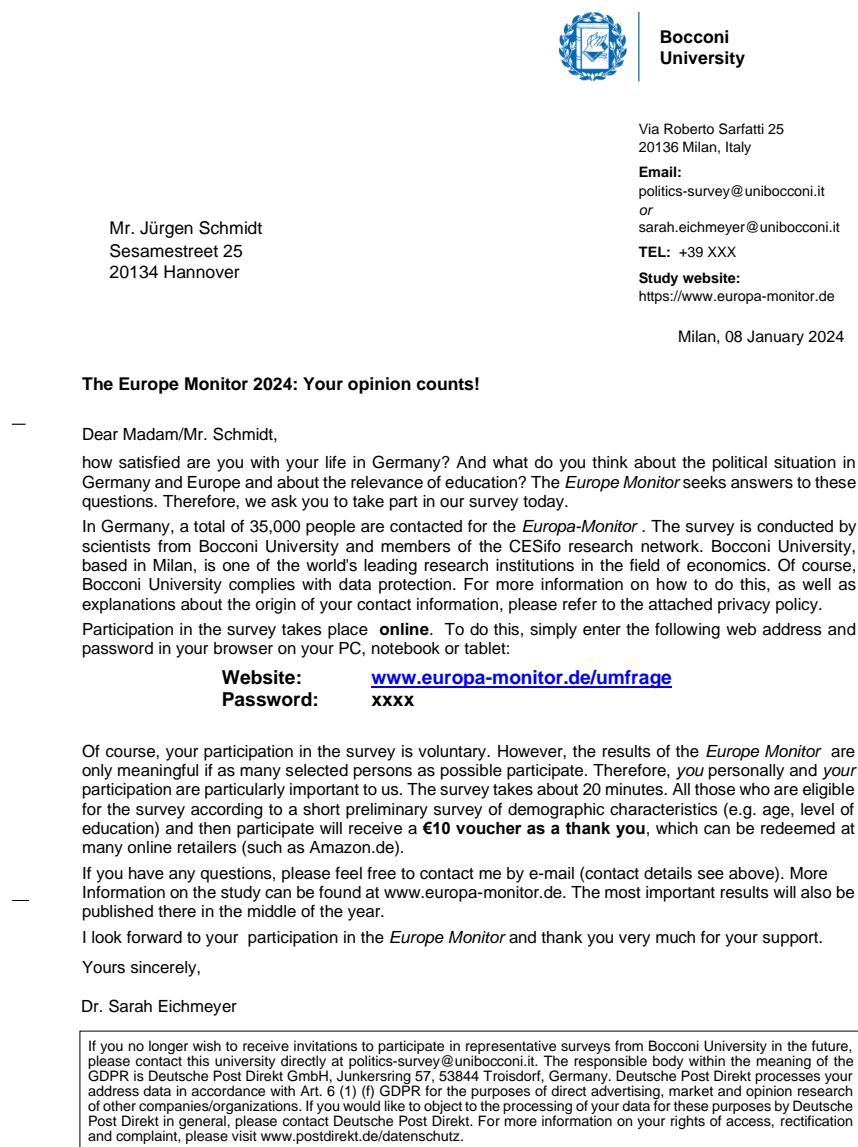 Bocconi
University
Via Roberto Sarfatti 25
20136 Milan, Italy
Email:
politics-survey@unibocconi.it
or
sarah.eichmeyer@unibocconi.it
TEL: +39 XXX
Study website:
https://www.europa-monitor.de
Mr. Jürgen Schmidt
Sesamestreet 25
20134 Hannover
Milan, 08 January 2024
The Europe Monitor 2024: Your opinion counts!
Dear Madam/Mr. Schmidt,
how satisfied are you with your life in Germany? And what do you think about the political situation in
Germany and Europe and about the relevance of education? The Europe Monitor seeks answers to these
questions. Therefore, we ask you to take part in our survey today.
In Germany, a total of 35,000 people are contacted for the Europa-Monitor . The survey is conducted by
scientists from Bocconi University and members of the CESifo research network. Bocconi University,
based in Milan, is one of the world's leading research institutions in the field of economics. Of course,
Bocconi University complies with data protection. For more information on how to do this, as well as
explanations about the origin of your contact information, please refer to the attached privacy policy.
Participation in the survey takes place online. To do this, simply enter the following web address and
password in your browser on your PC, notebook or tablet:
Website: www.europa-monitor.de/umfrage
Password: xxxx
Of course, your participation in the survey is voluntary. However, the results of the Europe Monitor are
only meaningful if as many selected persons as possible participate. Therefore, you personally and your
participation are particularly important to us. The survey takes about 20 minutes. All those who are eligible
for the survey according to a short preliminary survey of demographic characteristics (e.g. age, level of
education) and then participate will receive a €10 voucher as a thank you, which can be redeemed at
many online retailers (such as Amazon.de).
If you have any questions, please feel free to contact me by e-mail (contact details see above). More
Information on the study can be found at www.europa-monitor.de. The most important results will also be
published there in the middle of the year.
I look forward to your participation in the Europe Monitor and thank you very much for your support.
Yours sincerely,
Dr. Sarah Eichmeyer
If you no longer wish to receive invitations to participate in representative surveys from Bocconi University in the future,
please contact this university directly at politics-survey@unibocconi.it. The responsible body within the meaning of the
GDPR is Deutsche Post Direkt GmbH, Junkersring 57, 53844 Troisdorf, Germany. Deutsche Post Direkt processes your
address data in accordance with Art. 6 (1) (f) GDPR for the purposes of direct advertising, market and opinion research
of other companies/organizations. If you would like to object to the processing of your data for these purposes by Deutsche
Post Direkt in general, please contact Deutsche Post Direkt. For more information on your rights of access, rectification
and complaint, please visit www.postdirekt.de/datenschutz.